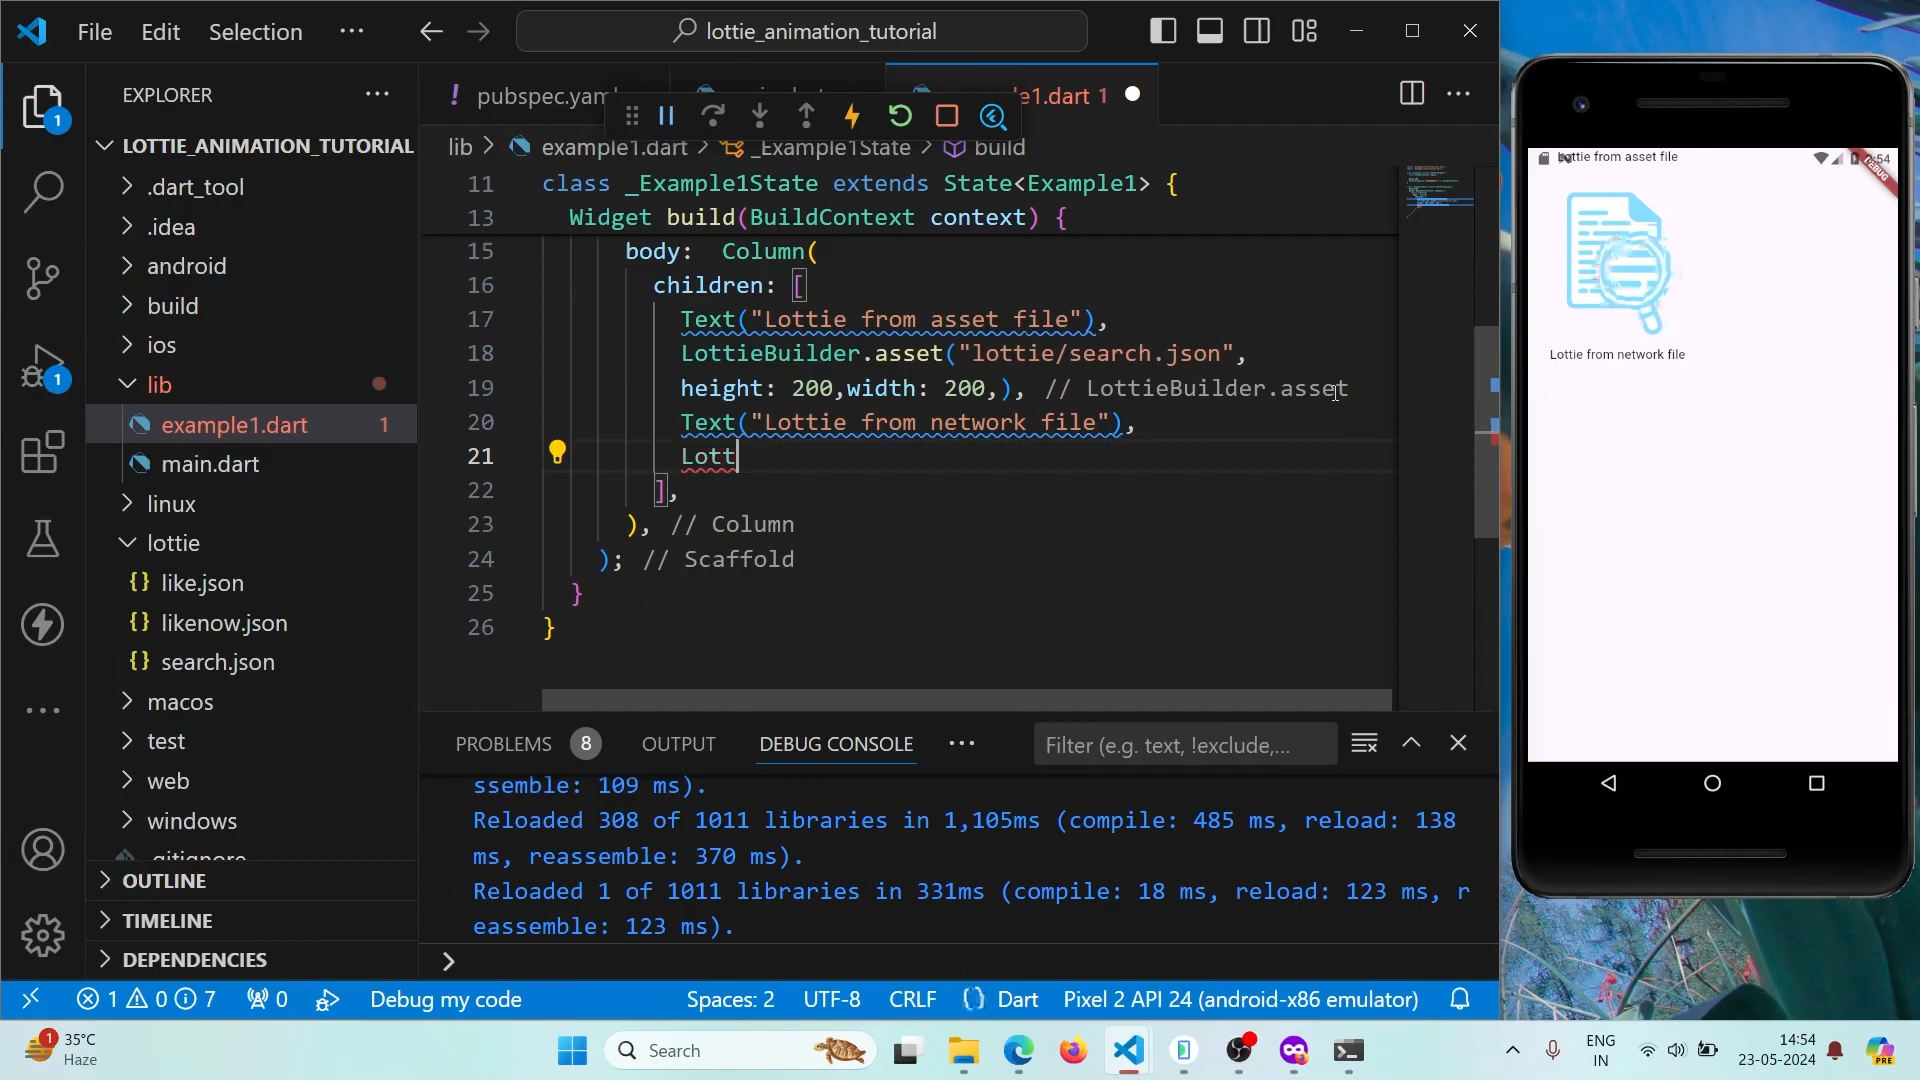 File Edit Selection ···
lottie_animation_tutorial
EXPLORER
LOTTIE_ANIMATION_TUTORIAL
.dart_tool
.idea
android
build
ios
lib
example1.dart 1
main.dart
linux
lottie
{} like.json
{} likenow.json
{} search.json
macos
test
web
windows
.gitignore
OUTLINE
TIMELINE
DEPENDENCIES
1
1
! pubspec.yam
e1.dart 1
lib > example1.dart > _Example1State > build
11 class _Example1State extends State<Example1> {
13 Widget build(BuildContext context) {
15 body:  Column(
16 children: [
17 Text("Lottie from asset file"),
18 LottieBuilder.asset("lottie/search.json",
19 height: 200,width: 200,), // LottieBuilder.asset
20 Text("Lottie from network file"),
21 Lott
22 ],
23 ), // Column
24 ); // Scaffold
25 }
26 }
PROBLEMS 8 OUTPUT DEBUG CONSOLE ··· Filter (e.g. text, !exclude,...
ssemble: 109 ms).
Reloaded 308 of 1011 libraries in 1,105ms (compile: 485 ms, reload: 138
ms, reassemble: 370 ms).
Reloaded 1 of 1011 libraries in 331ms (compile: 18 ms, reload: 123 ms, r
eassemble: 123 ms).
>
1 0 7 0 Debug my code Spaces: 2 UTF-8 CRLF {} Dart Pixel 2 API 24 (android-x86 emulator)
Lottie from asset file
:54
DEBUG
Lottie from network file
1 35°C
Haze
Search
ENG
IN
14:54
23-05-2024
PRE